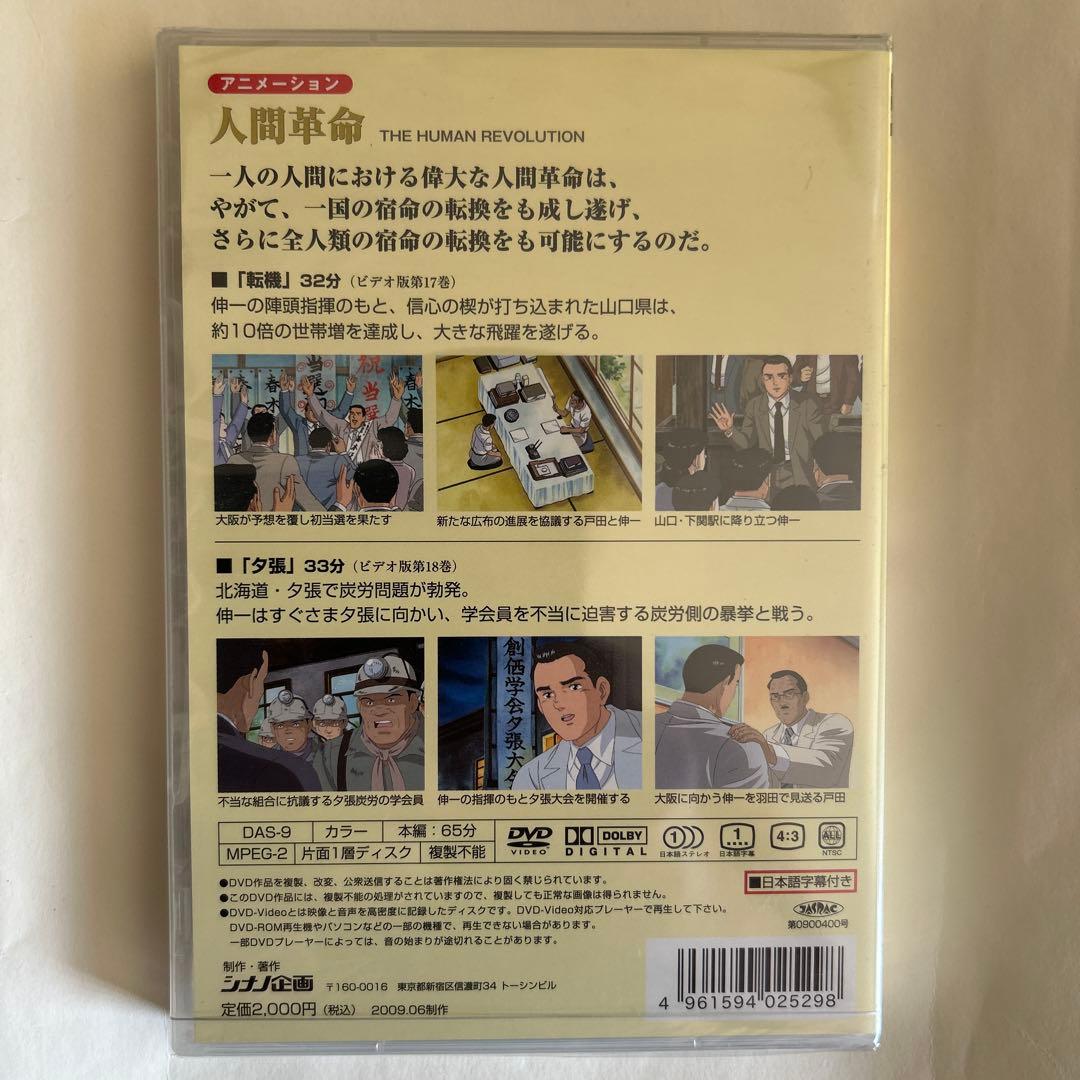 アニメーション
人間革命 THE HUMAN REVOLUTION
一人の人間における偉大な人間革命は、
やがて、一国の宿命の転換をも成し遂げ、
さらに全人類の宿命の転換をも可能にするのだ。
■「転機」32分（ビデオ版第17巻）
伸一の陣頭指揮のもと、信心の楔が打ち込まれた山口県は、
約10倍の世帯増を達成し、大きな飛躍を遂げる。
祝当選
春木
大阪が予想を覆し初当選を果たす
新たな広布の進展を協議する戸田と伸一
山口・下関駅に降り立つ伸一
■「夕張」33分（ビデオ版第18巻）
北海道・夕張で炭労問題が勃発。
伸一はすぐさま夕張に向かい、学会員を不当に迫害する炭労側の暴挙と戦う。
創価学会夕張大会
不当な組合に抗議する夕張炭労の学会員
伸一の指揮のもと夕張大会を開催する
大阪に向かう伸一を羽田で見送る戸田
DAS-9 カラー 本編：65分
MPEG-2 片面1層ディスク 複製不能
DVD VIDEO
DOLBY DIGITAL
1 日本語ステレオ
1 日本語字幕
4:3
ALL NTSC
●DVD作品を複製、改変、公衆送信することは著作権法により固く禁じられています。
●このDVD作品には、複製不能の処理がされていますので、複製しても正常な画像は得られません。
●DVD-Videoとは映像と音声を高密度に記録したディスクです。DVD-Video対応プレーヤーで再生して下さい。
DVD-ROM再生機やパソコンなどの一部の機種で、再生できない場合があります。
一部DVDプレーヤーによっては、音の始まりが途切れることがあります。
■日本語字幕付き
JASRAC
第0900400号
制作・著作
シナノ企画 〒160-0016 東京都新宿区信濃町34 トーシンビル
定価2,000円（税込） 2009.06制作
4 961594 025298